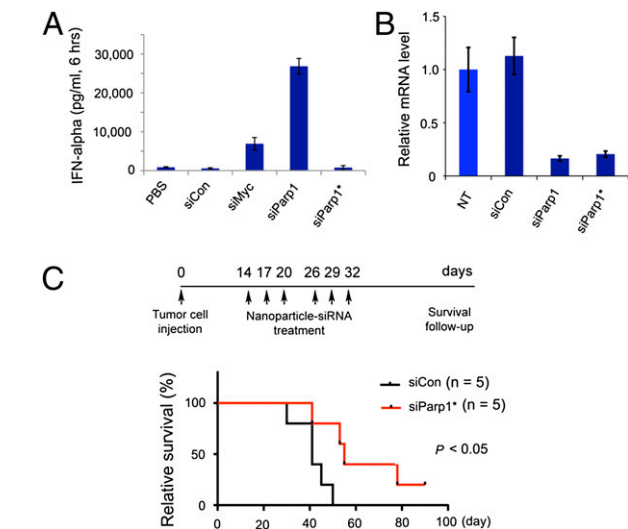 A
IFN-alpha (pg/ml, 6 hrs)
30,000
20,000
10,000
0
PBS
siCon
siMyc
siParp1
siParp1*
B
Relative mRNA level
1.5
1.0
0.5
0
NT
siCon
siParp1
siParp1*
C
0 14 17 20 26 29 32 days
Tumor cell
injection
Nanoparticle-siRNA
treatment
Survival
follow-up
Relative survival (%)
100
50
0
siCon (n = 5)
siParp1* (n = 5)
P < 0.05
0 20 40 60 80 100 (day)